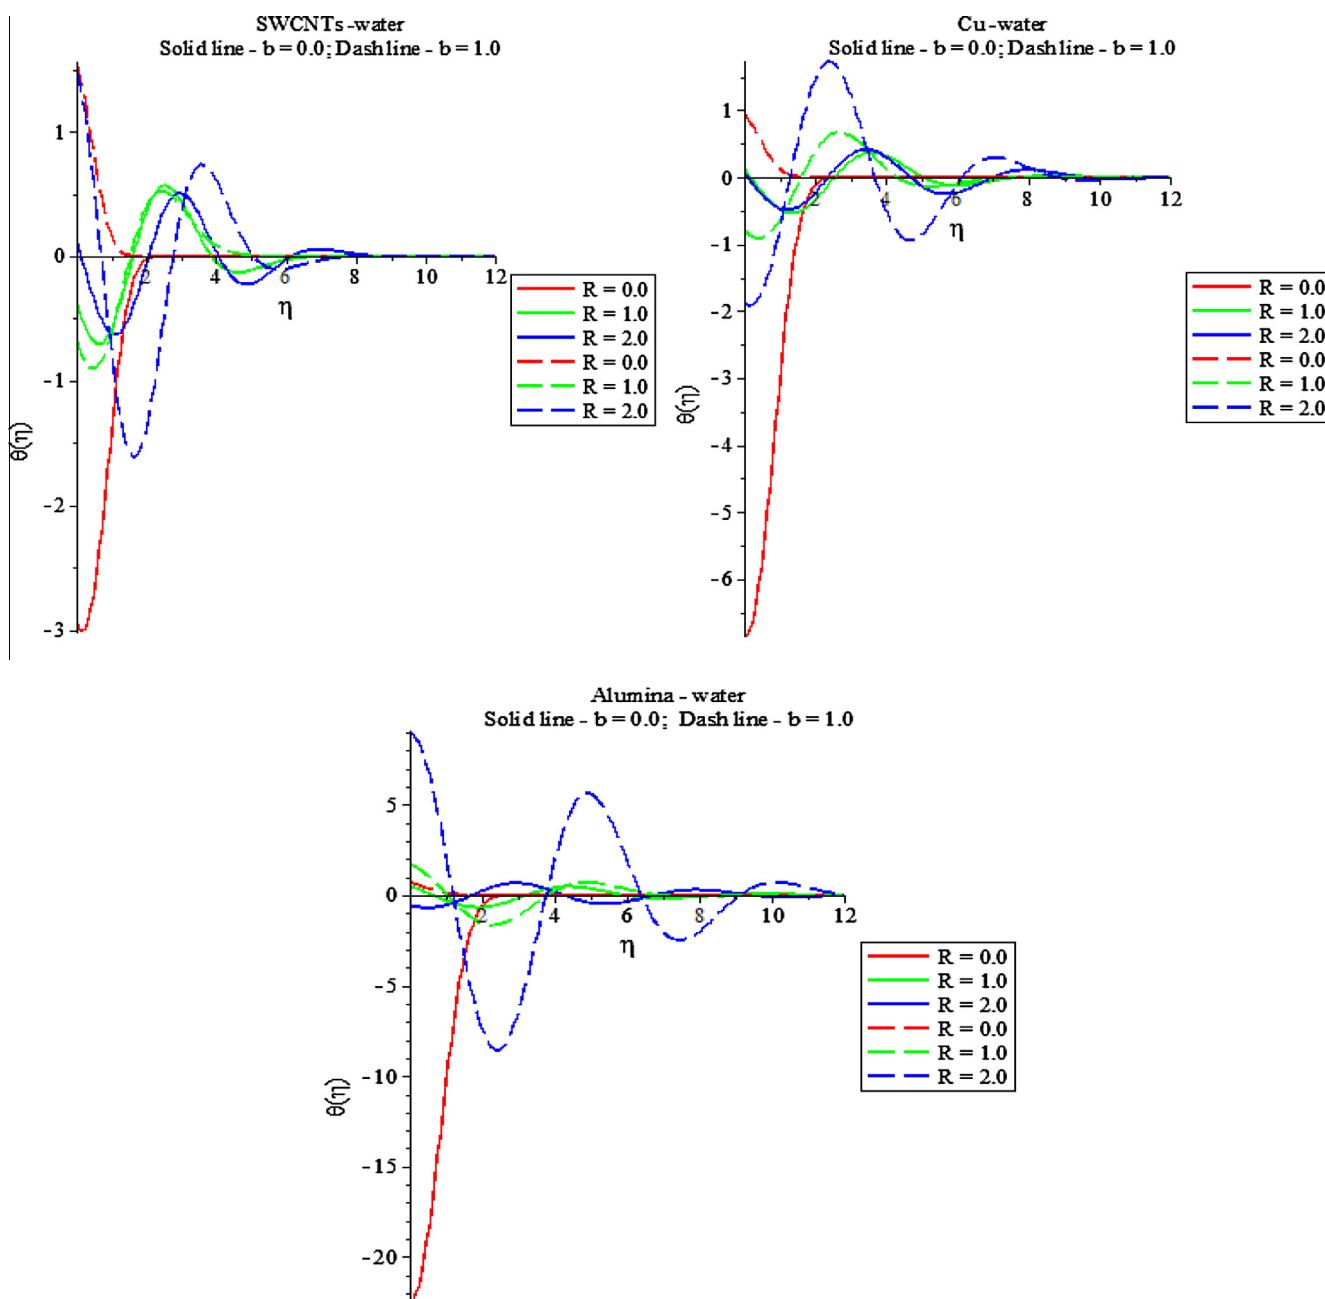 SWCNTs-water
Solid line - b = 0.0; Dash line - b = 1.0
1
0
-1
-2
-3
θ(η)
2
4
6
8
10
12
η
R = 0.0
R = 1.0
R = 2.0
R = 0.0
R = 1.0
R = 2.0
Cu-water
Solid line - b = 0.0; Dash line - b = 1.0
1
0
-1
-2
-3
-4
-5
-6
θ(η)
2
4
6
8
10
12
η
R = 0.0
R = 1.0
R = 2.0
R = 0.0
R = 1.0
R = 2.0
Alumina - water
Solid line - b = 0.0; Dash line - b = 1.0
5
0
-5
-10
-15
-20
θ(η)
2
4
6
8
10
12
η
R = 0.0
R = 1.0
R = 2.0
R = 0.0
R = 1.0
R = 2.0